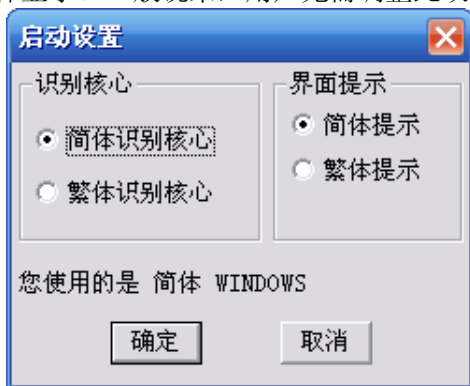 启动设置
识别核心
界面提示
简体识别核心
简体提示
繁体识别核心
繁体提示
您使用的是 简体 WINDOWS
确定
取消